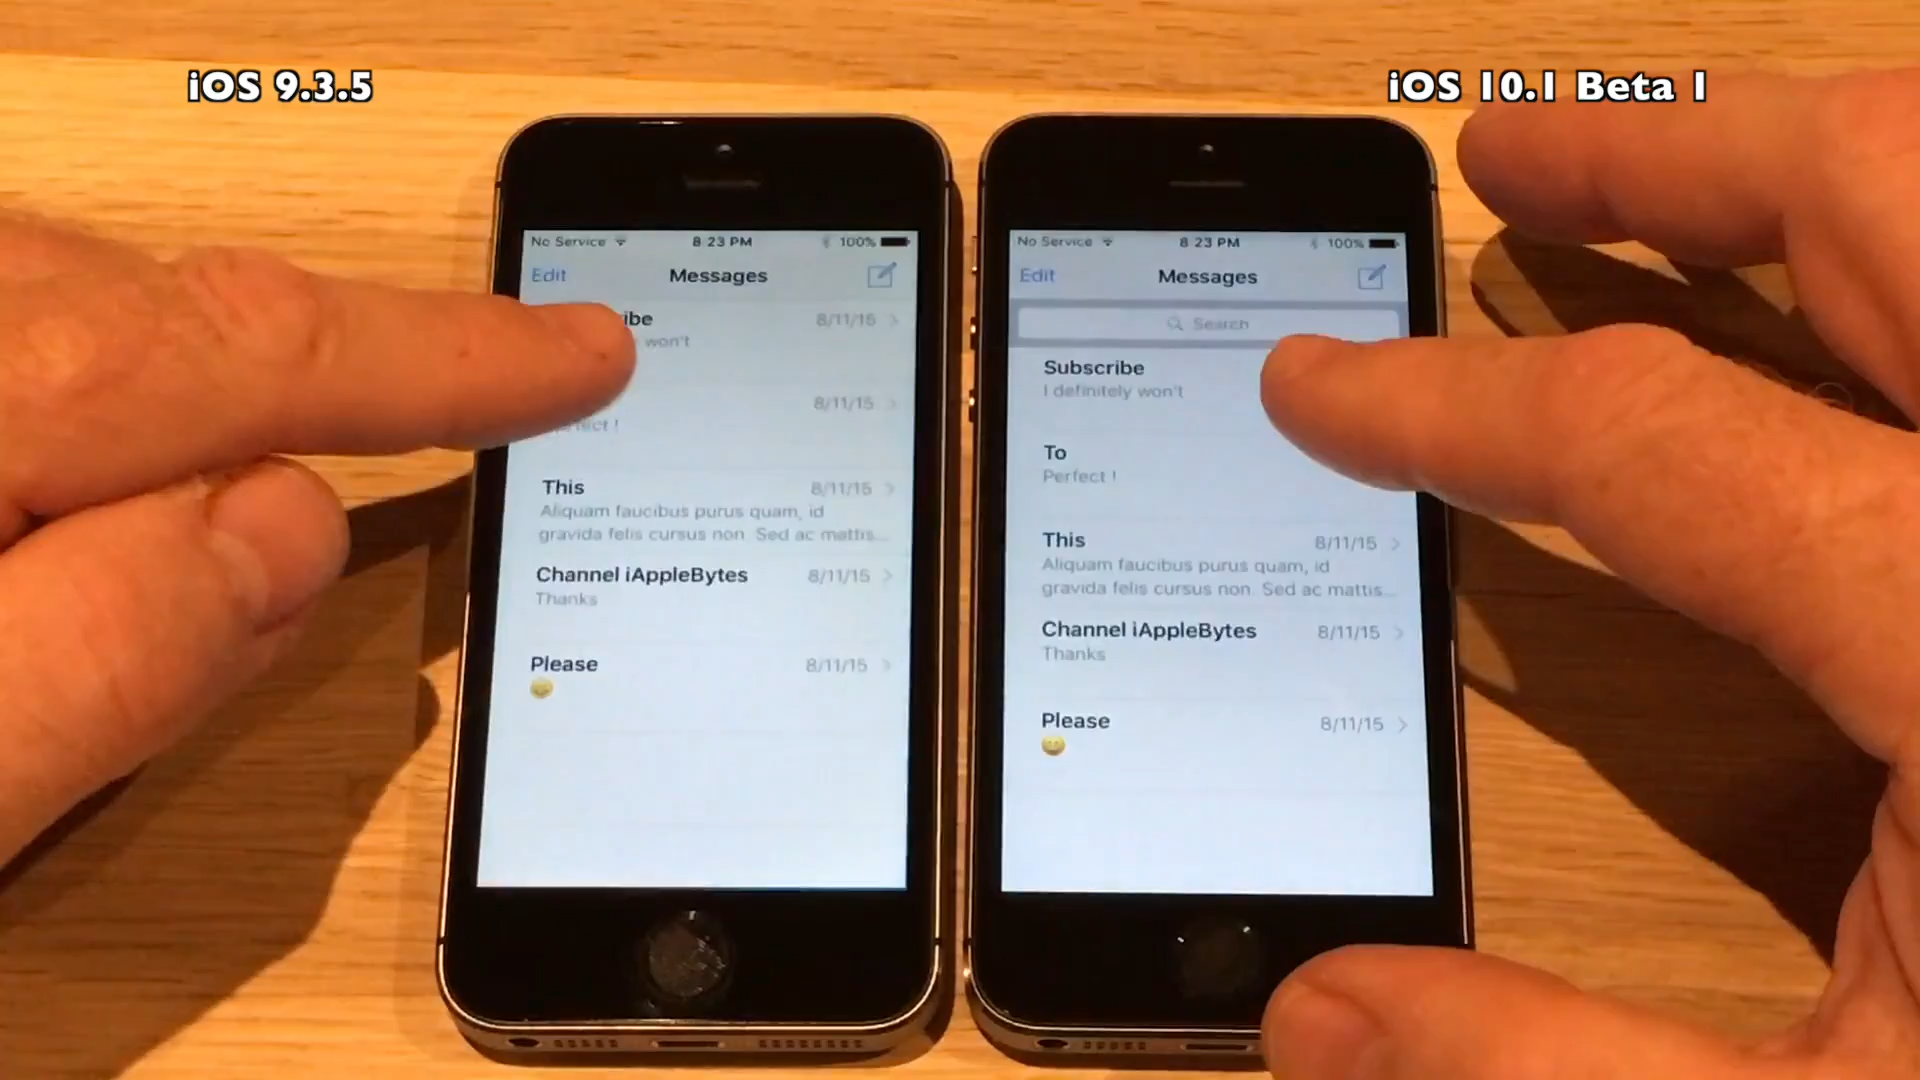 iOS 9.3.5
iOS 10.1 Beta 1
No Service 8:23 PM 100%
Edit Messages
ibe 8/11/15
won't
8/11/15
This 8/11/15
Aliquam faucibus purus quam, id
gravida felis cursus non. Sed ac mattis...
Channel iAppleBytes 8/11/15
Thanks
Please 8/11/15
No Service 8:23 PM 100%
Edit Messages
Search
Subscribe
I definitely won't
To
Perfect !
This 8/11/15
Aliquam faucibus purus quam, id
gravida felis cursus non. Sed ac mattis...
Channel iAppleBytes 8/11/15
Thanks
Please 8/11/15